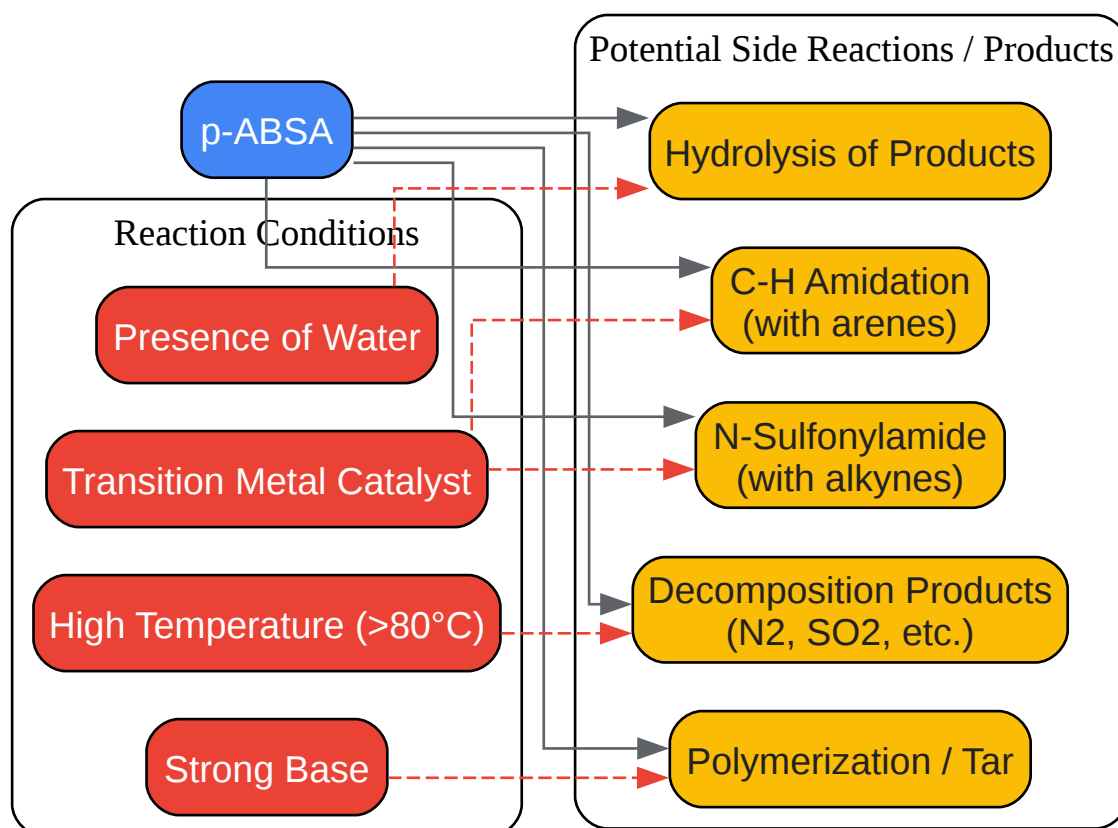 Potential Side Reactions / Products
p-ABSA
Hydrolysis of Products
Reaction Conditions
C-H Amidation
(with arenes)
Presence of Water
N-Sulfonylamide
(with alkynes)
Transition Metal Catalyst
Decomposition Products
(N2, SO2, etc.)
High Temperature (>80°C)
Polymerization / Tar
Strong Base